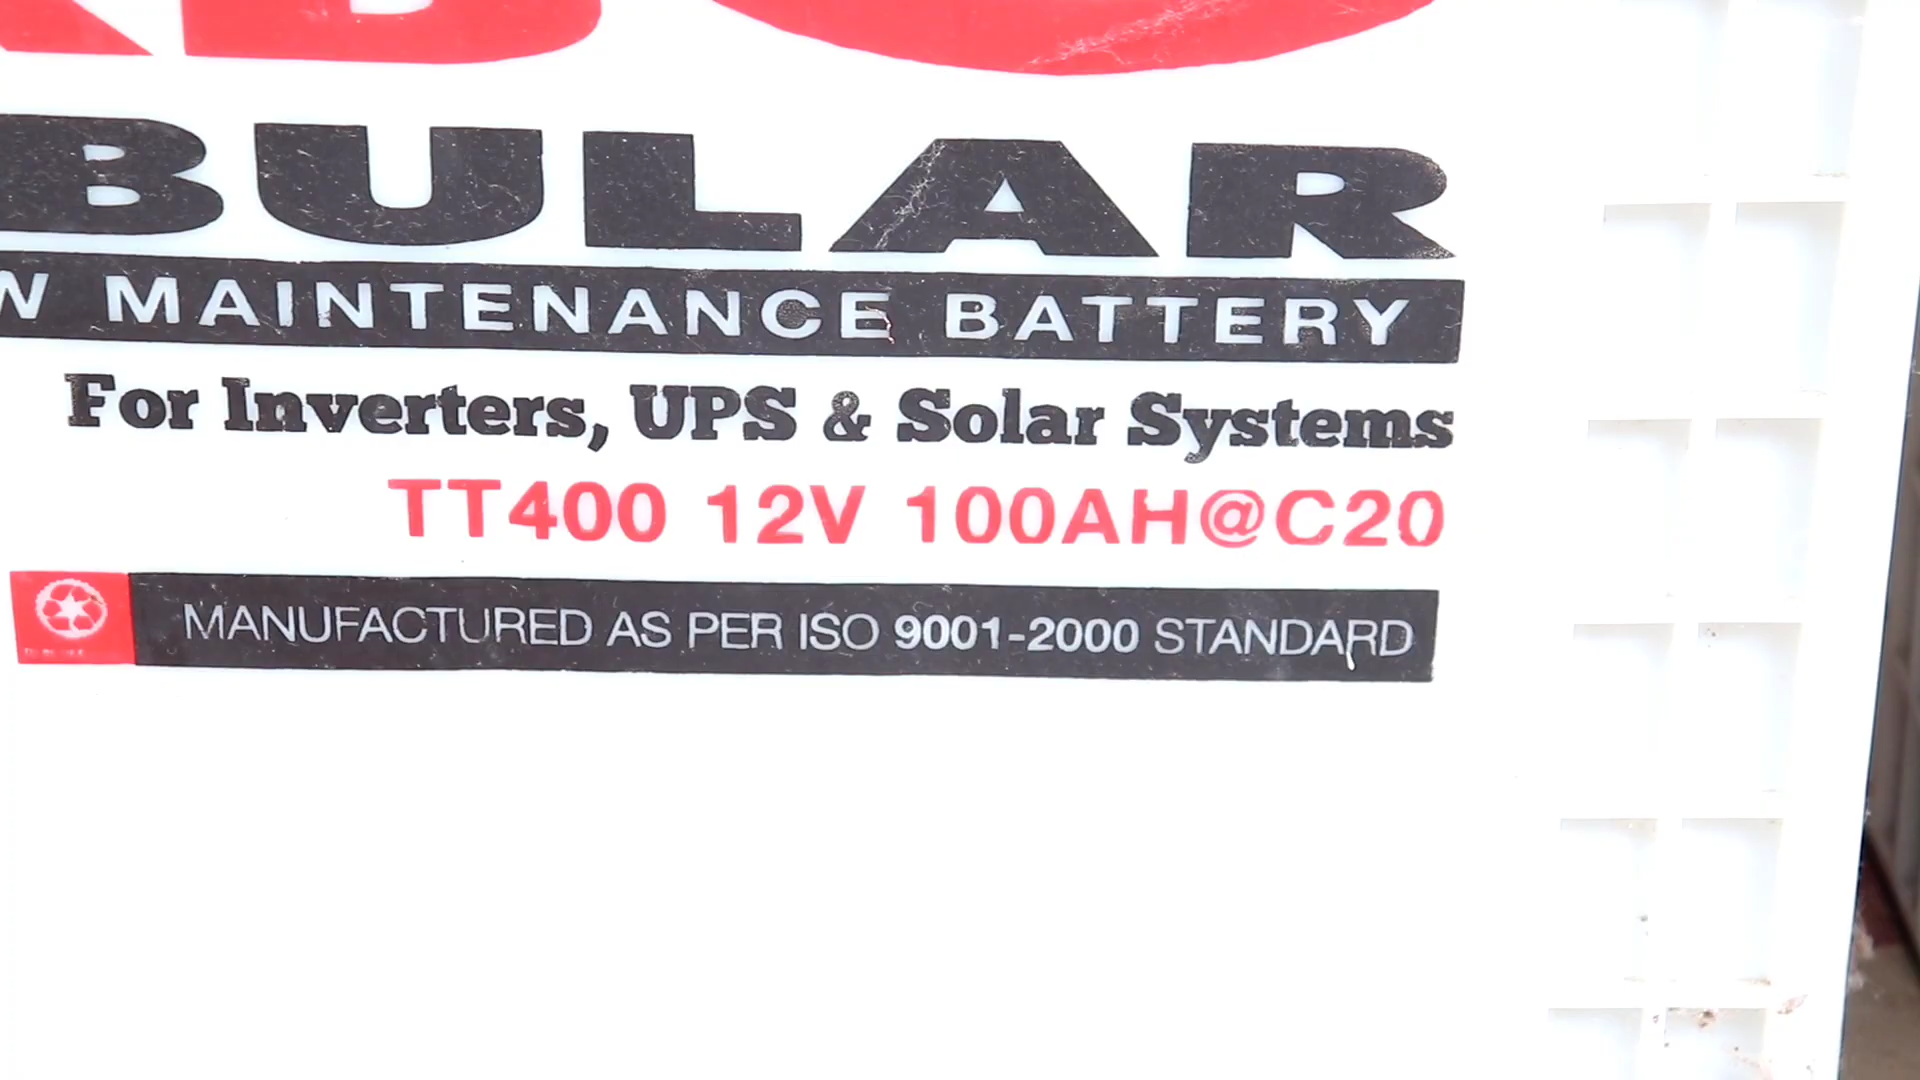 BULAR
W MAINTENANCE BATTERY
For Inverters, UPS & Solar Systems
TT400 12V 100AH@C20
MANUFACTURED AS PER ISO 9001-2000 STANDARD